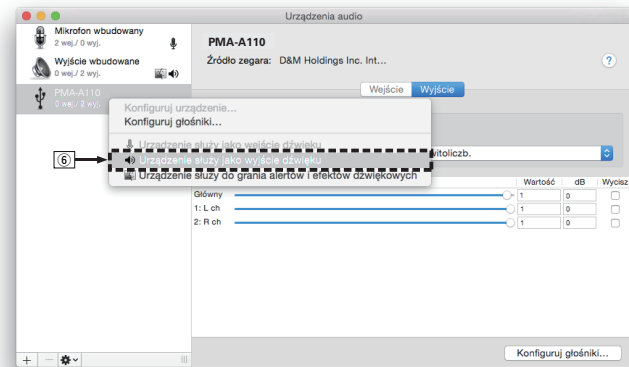 Urządzenia audio
Mikrofon wbudowany
2 wej./ 0 wyj.
Wyjście wbudowane
0 wej./ 2 wyj.
PMA-A110
0 wej./ 2 wyj.
PMA-A110
Źródło zegara: D&M Holdings Inc. Int...
?
Wejście Wyjście
Konfiguruj urządzenie...
Konfiguruj głośniki...
Urządzenie służy jako wejście dźwięku
⑥ Urządzenie służy jako wyjście dźwięku
Urządzenie służy do grania alertów i efektów dźwiękowych
witoliczb.
Wartość dB Wycisz
Główny 1 0
1: L ch 1 0
2: R ch 1 0
Konfiguruj głośniki...